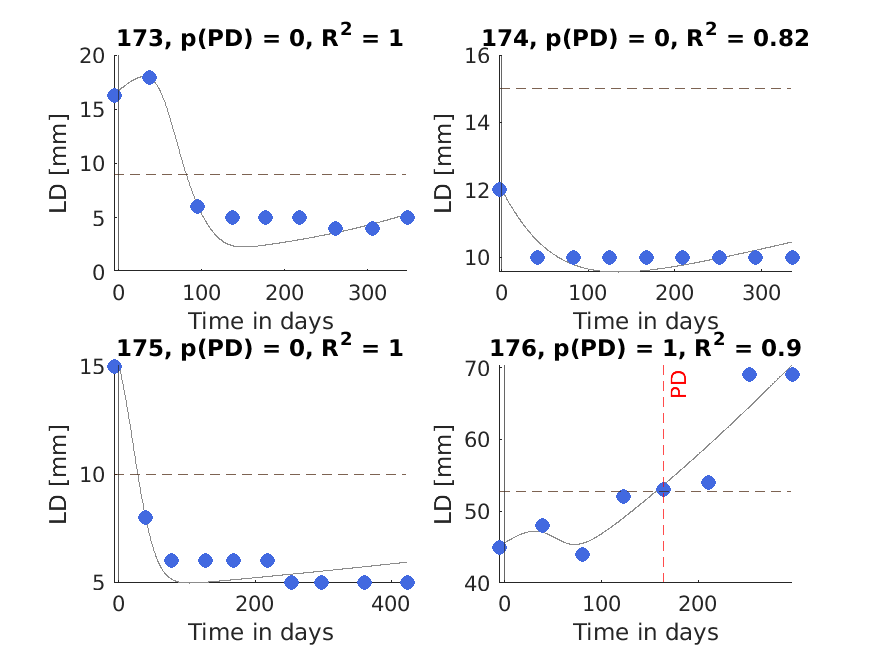 173, p(PD) = 0, R² = 1
20
15
10
5
0
LD [mm]
0 100 200 300
Time in days
174, p(PD) = 0, R² = 0.82
16
14
12
10
LD [mm]
0 100 200 300
Time in days
175, p(PD) = 0, R² = 1
15
10
5
LD [mm]
0 200 400
Time in days
176, p(PD) = 1, R² = 0.9
70
60
50
40
LD [mm]
PD
0 100 200
Time in days